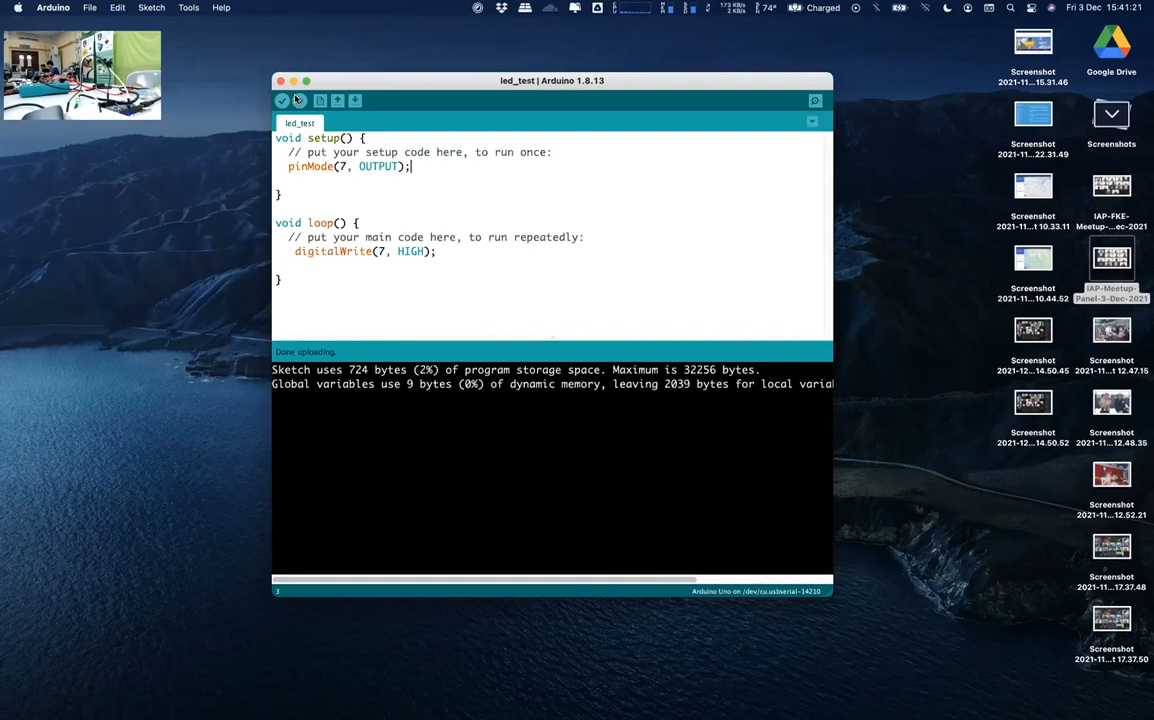 Arduino File Edit Sketch Tools Help
173 KB/s
2 KB/s
74° Charged Fri 3 Dec 15:41:21
led_test | Arduino 1.8.13
led_test
void setup() {
// put your setup code here, to run once:
pinMode(7, OUTPUT);
}
void loop() {
// put your main code here, to run repeatedly:
digitalWrite(7, HIGH);
}
Done uploading.
Sketch uses 724 bytes (2%) of program storage space. Maximum is 32256 bytes.
Global variables use 9 bytes (0%) of dynamic memory, leaving 2039 bytes for local varia
3
Arduino Uno on /dev/cu.usbserial-14210
Screenshot
2021-11...15.31.46
Google Drive
Screenshot
2021-11...22.31.49
Screenshots
Screenshot
2021-11...t 10.33.11
IAP-FKE-
Meetup-...ec-2021
Screenshot
2021-11...10.44.52
IAP-Meetup-
Panel-3-Dec-2021
Screenshot
2021-12...14.50.45
Screenshot
2021-11...t 12.47.15
Screenshot
2021-12...14.50.52
Screenshot
2021-11...12.48.35
Screenshot
2021-11...12.52.21
Screenshot
2021-11...17.37.48
Screenshot
2021-11...t 17.37.50